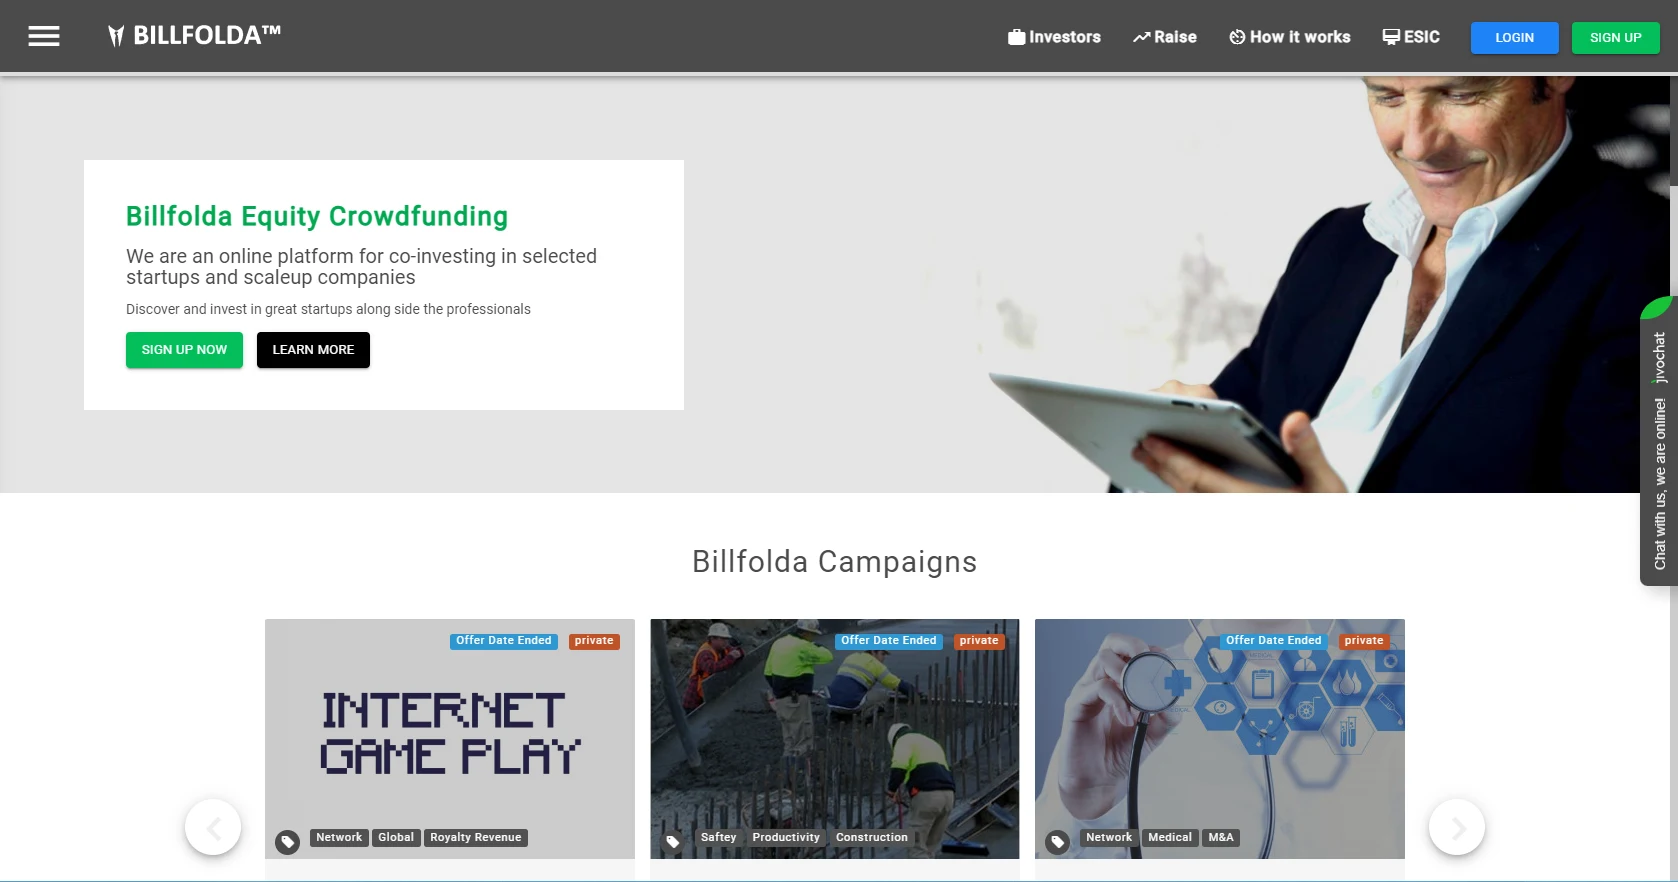 BILLFOLDA™
Investors
Raise
How it works
ESIC
LOGIN
SIGN UP
Billfolda Equity Crowdfunding
We are an online platform for co-investing in selected
startups and scaleup companies
Discover and invest in great startups along side the professionals
SIGN UP NOW
LEARN MORE
jivochat
Chat with us, we are online!
Billfolda Campaigns
Offer Date Ended
private
INTERNET
GAME PLAY
Network
Global
Royalty Revenue
Offer Date Ended
private
Saftey
Productivity
Construction
Offer Date Ended
private
Network
Medical
M&A